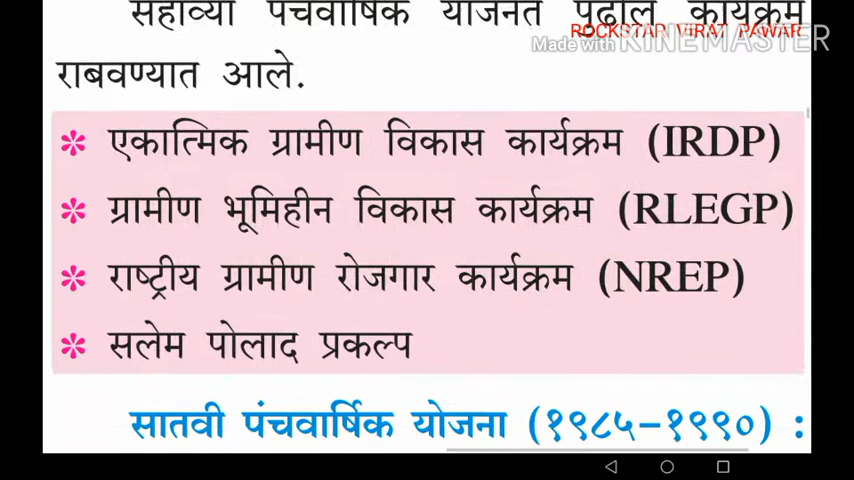 सहाव्या पंचवार्षिक योजनेत पुढील कार्यक्रम
ROCKSTAR VIRAT PAWAR
Made with KINEMASTER
राबवण्यात आले.
* एकात्मिक ग्रामीण विकास कार्यक्रम (IRDP)
* ग्रामीण भूमिहीन विकास कार्यक्रम (RLEGP)
* राष्ट्रीय ग्रामीण रोजगार कार्यक्रम (NREP)
* सलेम पोलाद प्रकल्प
सातवी पंचवार्षिक योजना (१९८५-१९९०) :